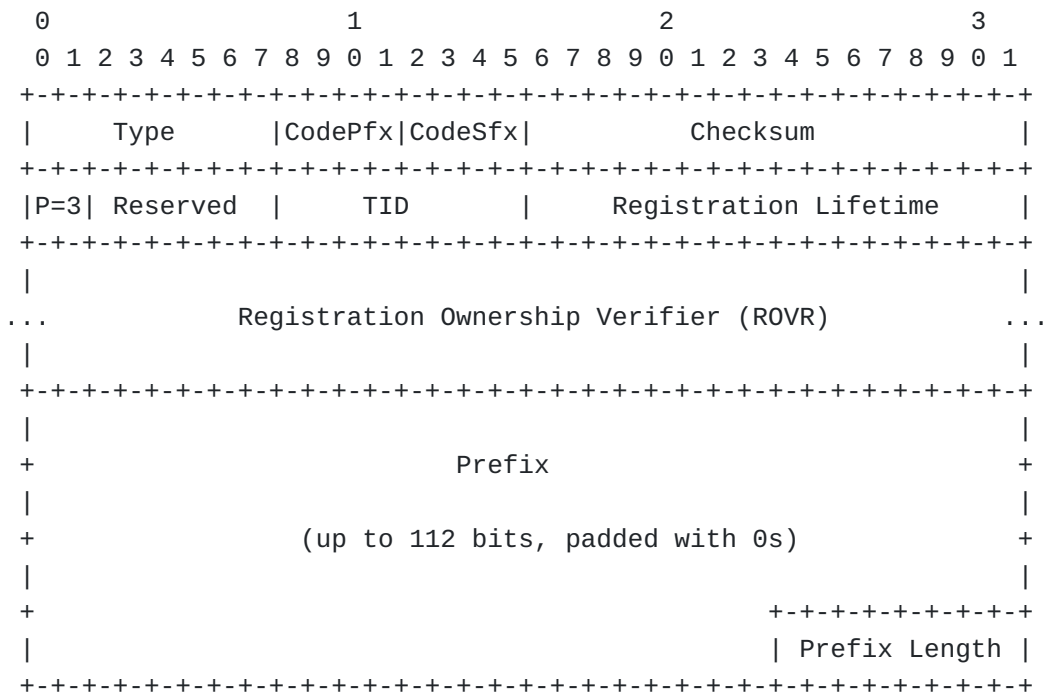 0                   1                   2                   3
0 1 2 3 4 5 6 7 8 9 0 1 2 3 4 5 6 7 8 9 0 1 2 3 4 5 6 7 8 9 0 1
+-+-+-+-+-+-+-+-+-+-+-+-+-+-+-+-+-+-+-+-+-+-+-+-+-+-+-+-+-+-+-+-+
|     Type      |CodePfx|CodeSfx|          Checksum             |
+-+-+-+-+-+-+-+-+-+-+-+-+-+-+-+-+-+-+-+-+-+-+-+-+-+-+-+-+-+-+-+-+
|P=3| Reserved  |     TID       |     Registration Lifetime     |
+-+-+-+-+-+-+-+-+-+-+-+-+-+-+-+-+-+-+-+-+-+-+-+-+-+-+-+-+-+-+-+-+
|                                                               |
...            Registration Ownership Verifier (ROVR)           ...
|                                                               |
+-+-+-+-+-+-+-+-+-+-+-+-+-+-+-+-+-+-+-+-+-+-+-+-+-+-+-+-+-+-+-+-+
|                                                               |
+                           Prefix                              +
|                                                               |
+                 (up to 112 bits, padded with 0s)              +
|                                                               |
+                                               +-+-+-+-+-+-+-+-+
|                                               | Prefix Length |
+-+-+-+-+-+-+-+-+-+-+-+-+-+-+-+-+-+-+-+-+-+-+-+-+-+-+-+-+-+-+-+-+